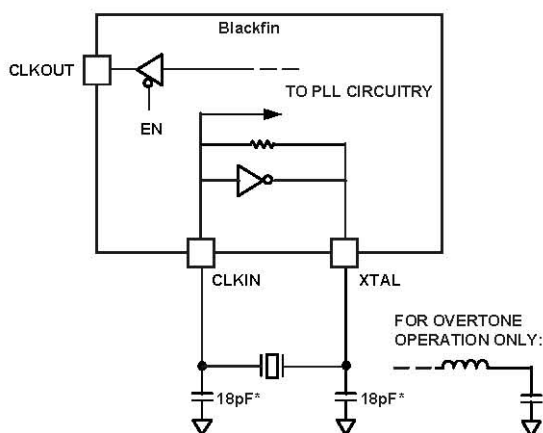 Blackfin
CLKOUT
TO PLL CIRCUITRY
EN
CLKIN
XTAL
FOR OVERTONE
OPERATION ONLY:
18pF*
18pF*